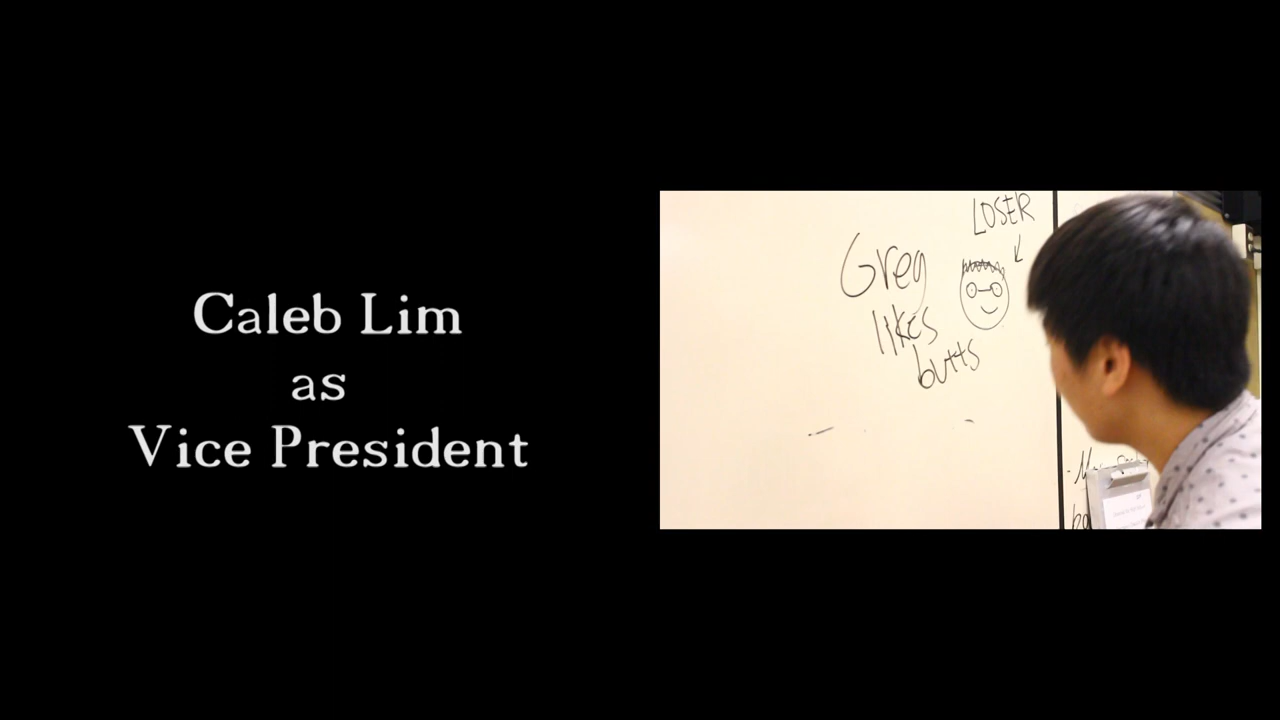 Caleb Lim
as
Vice President
LOSER
Greg
likes
butts